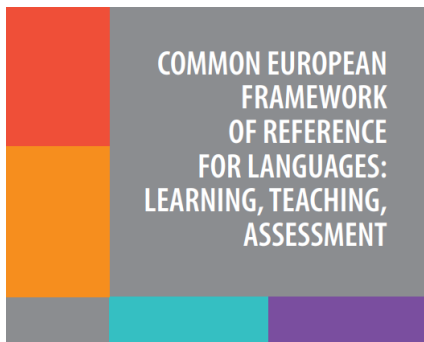 COMMON EUROPEAN
FRAMEWORK
OF REFERENCE
FOR LANGUAGES:
LEARNING, TEACHING,
ASSESSMENT